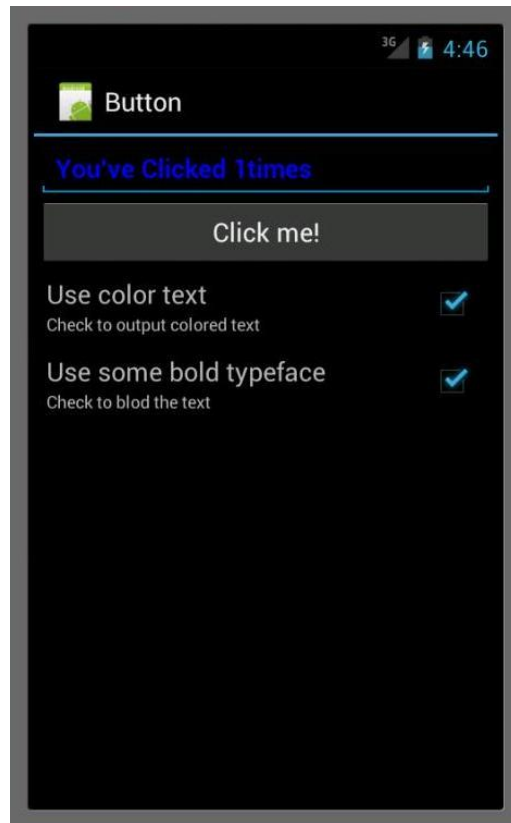 3G 4:46
Button
You've Clicked 1times
Click me!
Use color text
Check to output colored text
Use some bold typeface
Check to blod the text